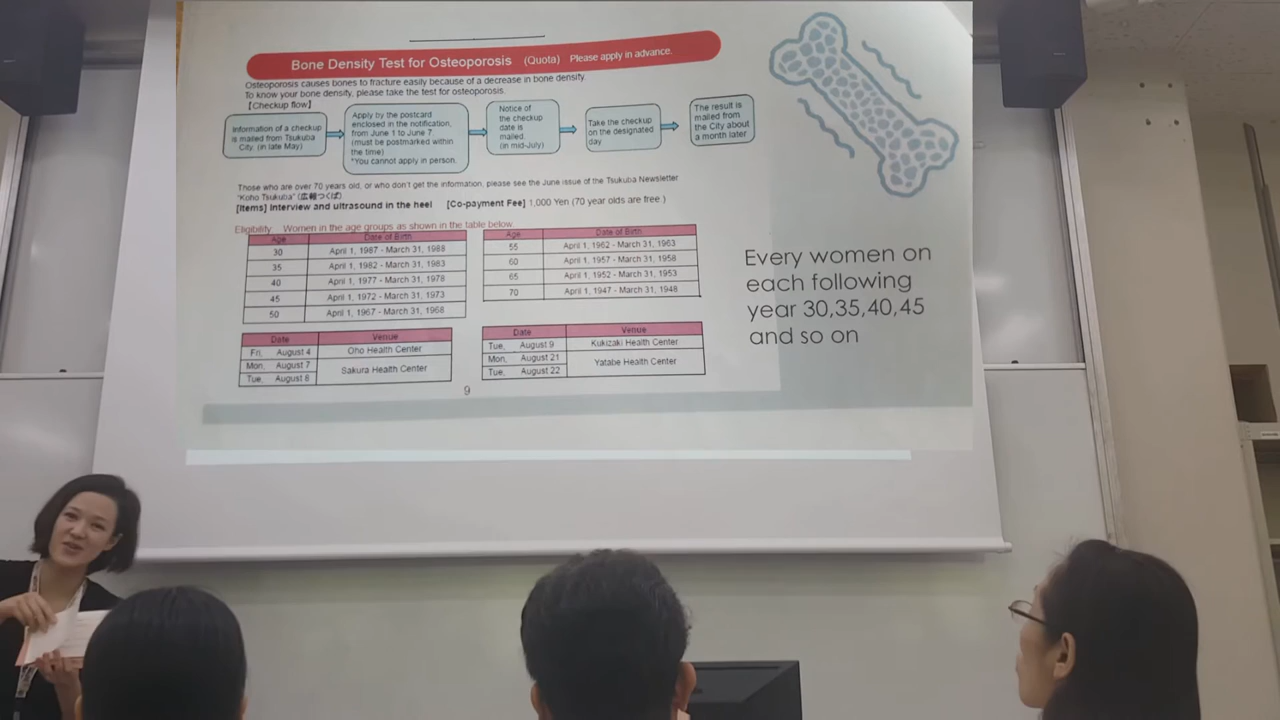 Bone Density Test for Osteoporosis (Quota) Please apply in advance.
Osteoporosis causes bones to fracture easily because of a decrease in bone density.
To know your bone density, please take the test for osteoporosis.
【Checkup flow】
Information of a checkup
is mailed from Tsukuba
City. (in late May)
Apply by the postcard
enclosed in the notification,
from June 1 to June 7.
(must be postmarked within
the time)
*You cannot apply in person.
Notice of
the checkup
date is
mailed.
(in mid-July)
Take the checkup
on the designated
day
The result is
mailed from
the City about
a month later
Those who are over 70 years old, or who don't get the information, please see the June issue of the Tsukuba Newsletter
"Koho Tsukuba" (広報つくば)
[Items] Interview and ultrasound in the heel [Co-payment Fee] 1,000 Yen (70 year olds are free.)
Eligibility: Women in the age groups as shown in the table below.
Age Date of Birth
30 April 1, 1987 - March 31, 1988
35 April 1, 1982 - March 31, 1983
40 April 1, 1977 - March 31, 1978
45 April 1, 1972 - March 31, 1973
50 April 1, 1967 - March 31, 1968
Age Date of Birth
55 April 1, 1962 - March 31, 1963
60 April 1, 1957 - March 31, 1958
65 April 1, 1952 - March 31, 1953
70 April 1, 1947 - March 31, 1948
Date Venue
Fri. August 4 Oho Health Center
Mon. August 7 Sakura Health Center
Tue. August 8
Date Venue
Tue. August 9 Kukizaki Health Center
Mon. August 21 Yatabe Health Center
Tue. August 22
9
Every women on
each following
year 30,35,40,45
and so on